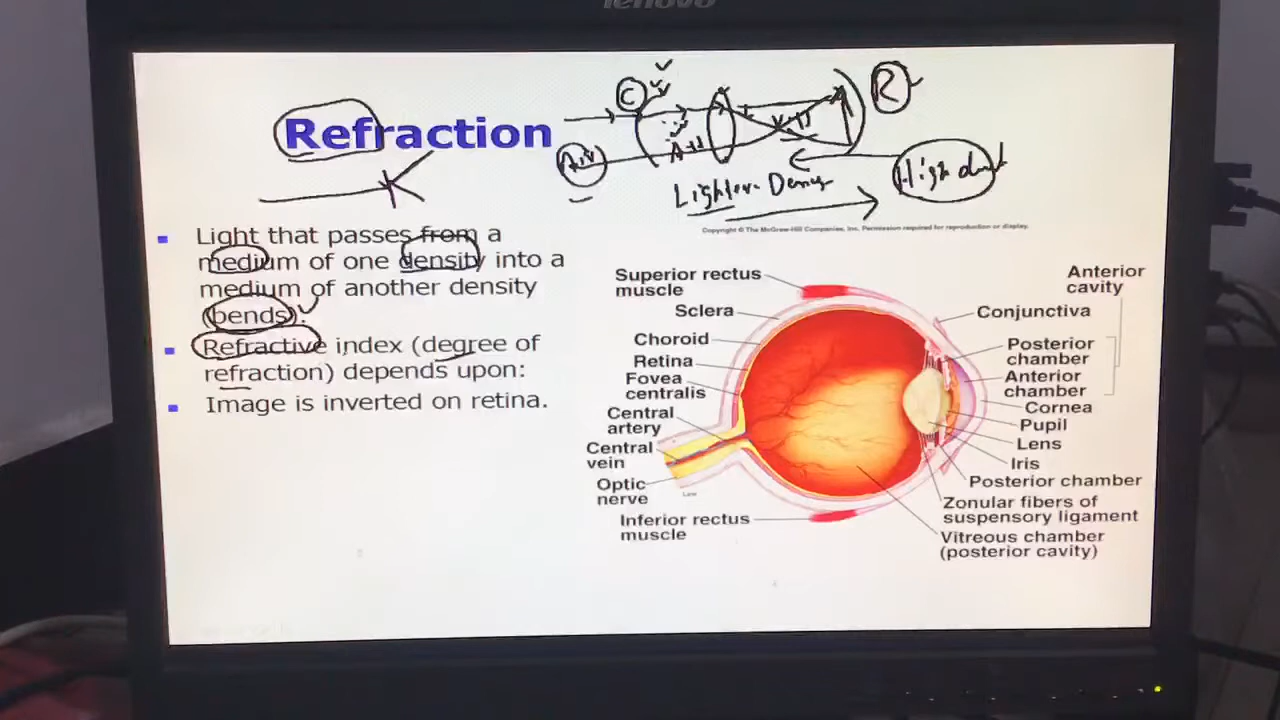 lenovo
C
R
Refraction
Air
A.H
High
Lighter Denser
Copyright © The McGraw-Hill Companies, Inc. Permission required for reproduction or display.
Light that passes from a
medium of one density into a
medium of another density
(bends).
Refractive index (degree of
refraction) depends upon:
Image is inverted on retina.
Superior rectus
muscle
Sclera
Choroid
Retina
Fovea
centralis
Central
artery
Central
vein
Optic
nerve
Inferior rectus
muscle
Anterior
cavity
Conjunctiva
Posterior
chamber
Anterior
chamber
Cornea
Pupil
Lens
Iris
Posterior chamber
Zonular fibers of
suspensory ligament
Vitreous chamber
(posterior cavity)